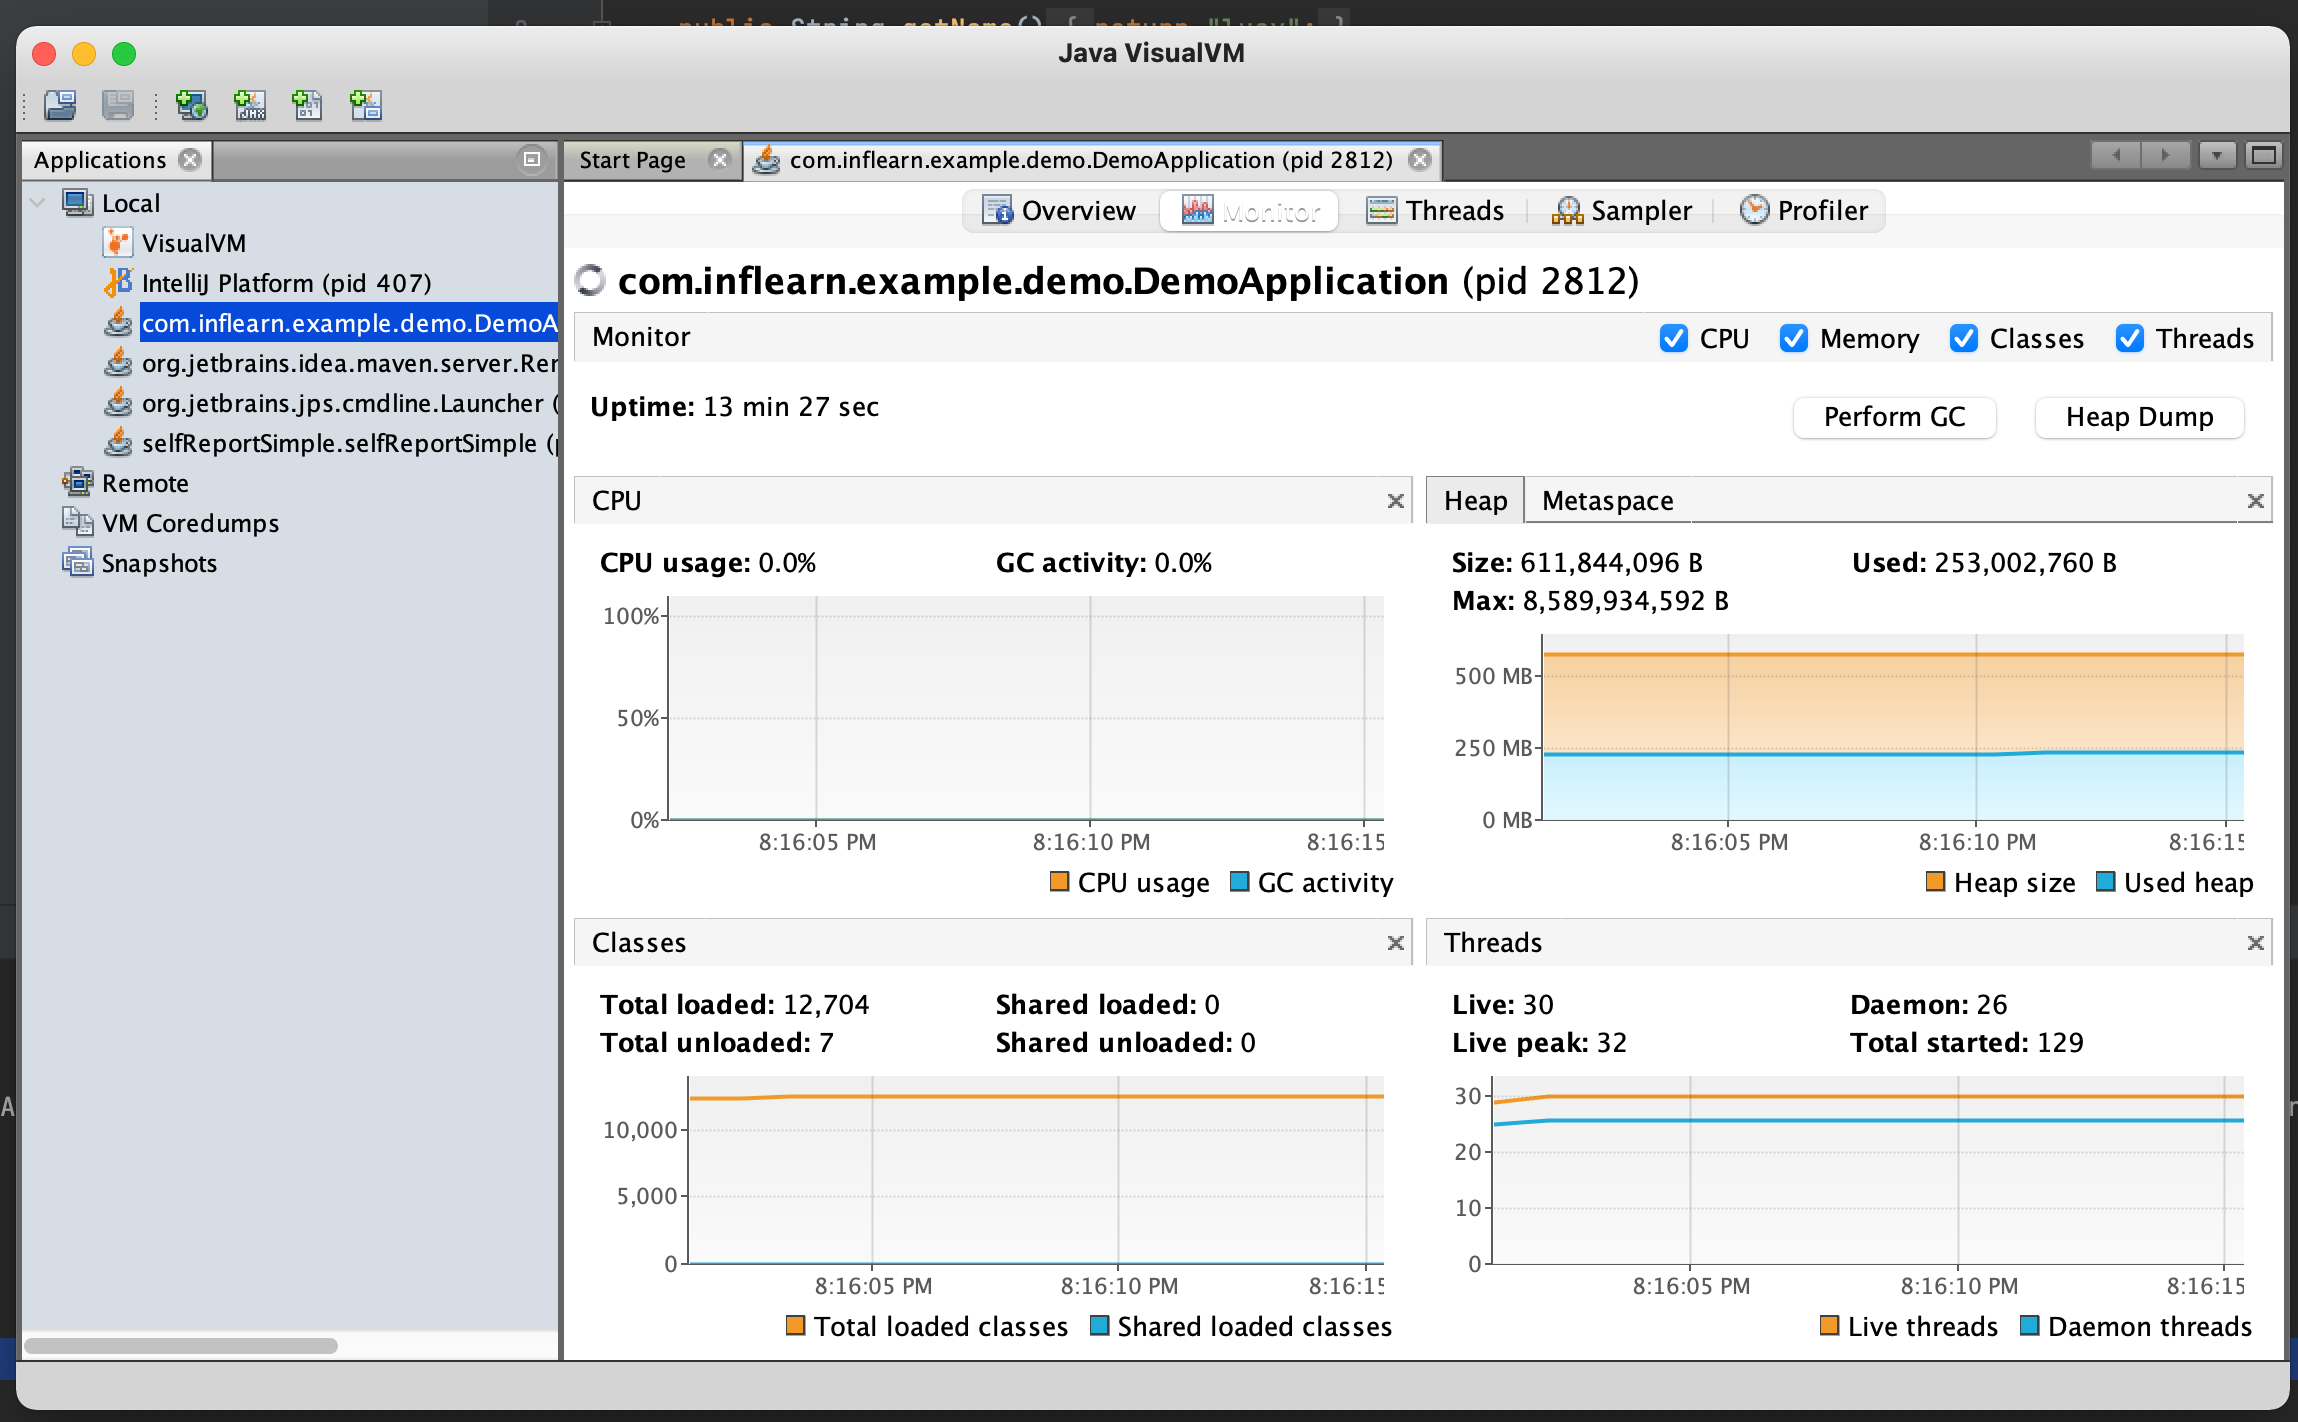 public String getName() { return "lucy"; }
Java VisualVM
Applications
Start Page
com.inflearn.example.demo.DemoApplication (pid 2812)
Local
VisualVM
IntelliJ Platform (pid 407)
com.inflearn.example.demo.DemoA
org.jetbrains.idea.maven.server.Rer
org.jetbrains.jps.cmdline.Launcher (
selfReportSimple.selfReportSimple (
Remote
VM Coredumps
Snapshots
Overview Monitor Threads Sampler Profiler
com.inflearn.example.demo.DemoApplication (pid 2812)
Monitor
CPU Memory Classes Threads
Uptime: 13 min 27 sec
Perform GC Heap Dump
CPU
CPU usage: 0.0% GC activity: 0.0%
100%
50%
0%
8:16:05 PM 8:16:10 PM 8:16:15
CPU usage GC activity
Heap Metaspace
Size: 611,844,096 B Used: 253,002,760 B
Max: 8,589,934,592 B
500 MB
250 MB
0 MB
8:16:05 PM 8:16:10 PM 8:16:15
Heap size Used heap
Classes
Total loaded: 12,704 Shared loaded: 0
Total unloaded: 7 Shared unloaded: 0
10,000
5,000
0
8:16:05 PM 8:16:10 PM 8:16:15
Total loaded classes Shared loaded classes
Threads
Live: 30 Daemon: 26
Live peak: 32 Total started: 129
30
20
10
0
8:16:05 PM 8:16:10 PM 8:16:15
Live threads Daemon threads
A